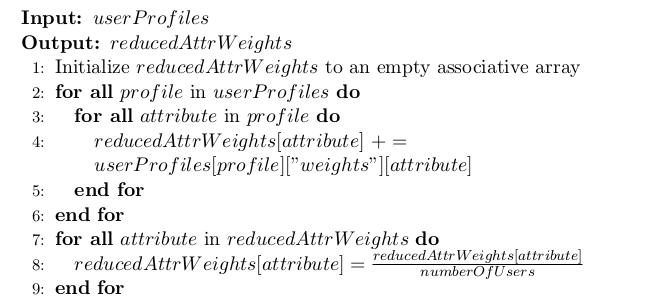 Input: userProfiles
Output: reducedAttrWeights
1: Initialize reducedAttrWeights to an empty associative array
2: for all profile in userProfiles do
3: for all attribute in profile do
4: reducedAttrWeights[attribute] + =
userProfiles[profile]["weights"][attribute]
5: end for
6: end for
7: for all attribute in reducedAttrWeights do
8: reducedAttrWeights[attribute] = reducedAttrWeights[attribute] / numberOfUsers
9: end for